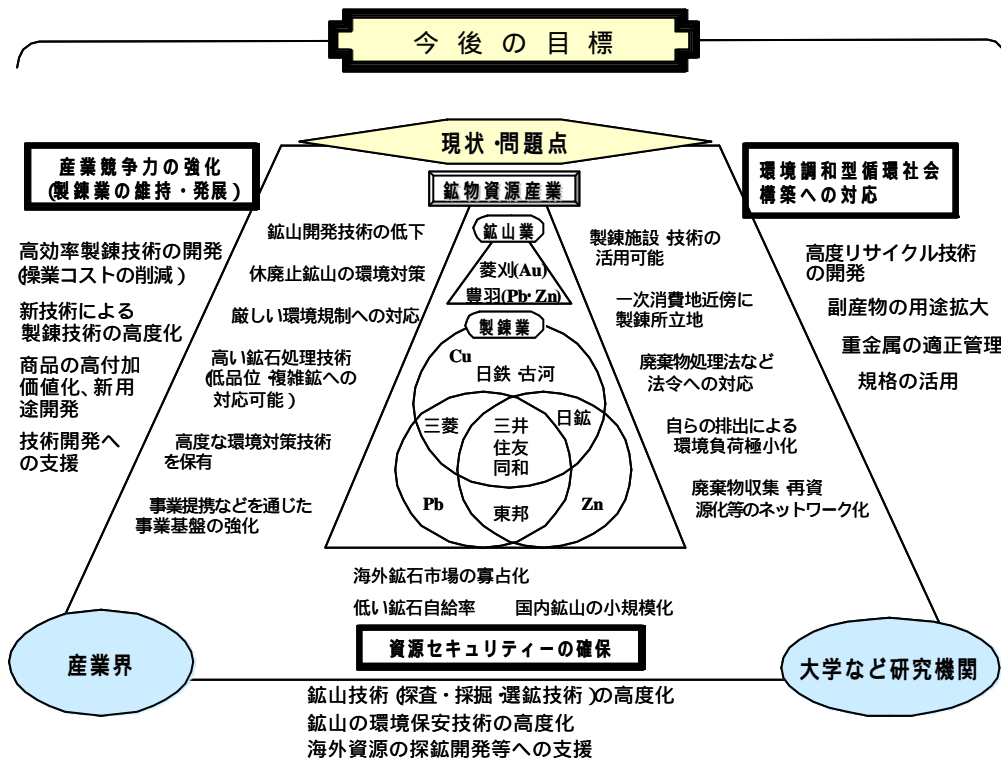 今後の目標
現状・問題点
産業競争力の強化
(製錬業の維持・発展)
高効率製錬技術の開発
(操業コストの削減)
新技術による
製錬技術の高度化
商品の高付加
価値化、新用
途開発
技術開発へ
の支援
鉱山開発技術の低下
休廃止鉱山の環境対策
厳しい環境規制への対応
高い鉱石処理技術
(低品位・複雑鉱への
対応可能)
高度な環境対策技術
を保有
事業提携などを通じた
事業基盤の強化
鉱物資源産業
鉱山業
菱刈(Au)
豊羽(Pb・Zn)
製錬業
Cu
日鉄・古河
三菱
三井
住友
同和
日鉱
Pb
東邦
Zn
製錬施設・技術の
活用可能
一次消費地近傍に
製錬所立地
廃棄物処理法など
法令への対応
自らの排出による
環境負荷極小化
廃棄物収集・再資
源化等のネットワーク化
環境調和型循環社会
構築への対応
高度リサイクル技術
の開発
副産物の用途拡大
重金属の適正管理
規格の活用
海外鉱石市場の寡占化
低い鉱石自給率 国内鉱山の小規模化
資源セキュリティーの確保
産業界
大学など研究機関
鉱山技術(探査・採掘・選鉱技術)の高度化
鉱山の環境保安技術の高度化
海外資源の探鉱開発等への支援